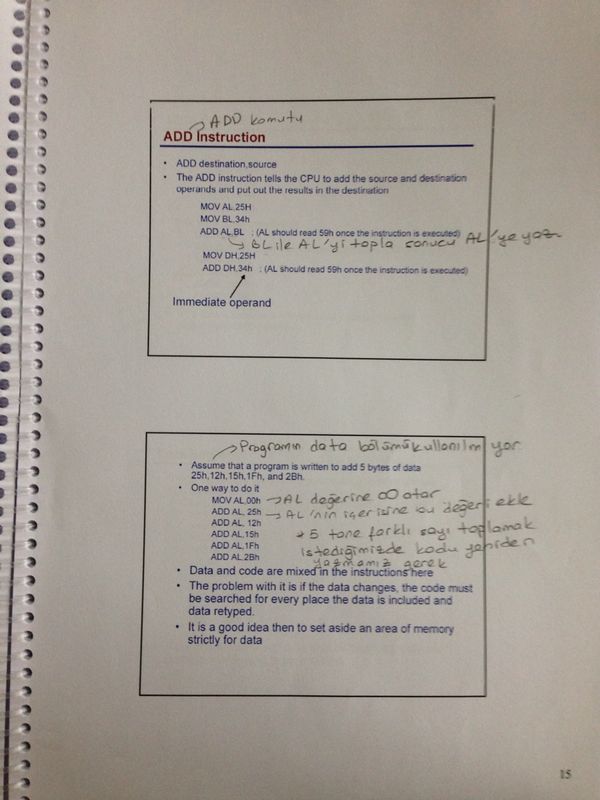 ADD komutu
ADD Instruction
• ADD destination,source
• The ADD instruction tells the CPU to add the source and destination
operands and put out the results in the destination
MOV AL,25H
MOV BL,34h
ADD AL,BL ; (AL should read 59h once the instruction is executed)
BL ile AL'yi topla sonucu AL'ye yaz
MOV DH,25H
ADD DH,34h ; (AL should read 59h once the instruction is executed)
Immediate operand
Programın data bölümü kullanılmıyor
• Assume that a program is written to add 5 bytes of data
25h,12h,15h,1Fh, and 2Bh.
• One way to do it
MOV AL,00h → AL değerine 00 atar
ADD AL, 25h → AL'nin içerisine bu değeri ekle
ADD AL, 12h
ADD AL,15h * 5 tane farklı sayı toplamak
ADD AL,1Fh istediğimizde kodu yeniden
ADD AL,2Bh yazmamız gerek
• Data and code are mixed in the instructions here
• The problem with it is if the data changes, the code must
be searched for every place the data is included and
data retyped.
• It is a good idea then to set aside an area of memory
strictly for data
15